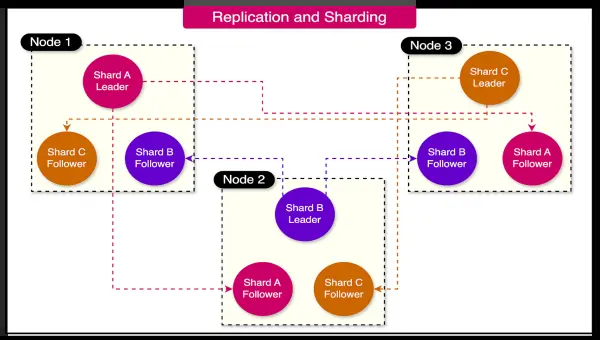 Replication and Sharding
Node 1
Shard A
Leader
Shard C
Follower
Shard B
Follower
Node 2
Shard B
Leader
Shard A
Follower
Shard C
Follower
Node 3
Shard C
Leader
Shard B
Follower
Shard A
Follower